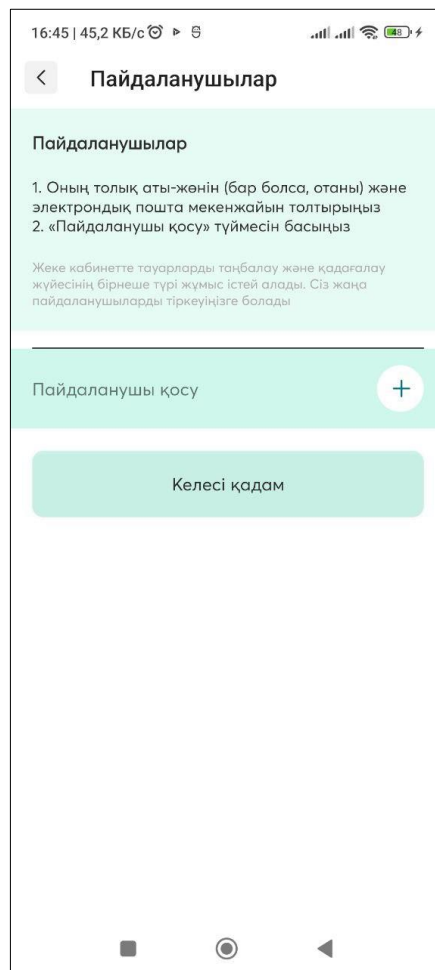 16:45 | 45,2 КБ/с
48
Пайдаланушылар
Пайдаланушылар
1. Оның толық аты-жөнін (бар болса, отаны) және
электрондық пошта мекенжайын толтырыңыз
2. «Пайдаланушы қосу» түймесін басыңыз
Жеке кабинетте тауарларды таңбалау және қадағалау
жүйесінің бірнеше түрі жұмыс істей алады. Сіз жаңа
пайдаланушыларды тіркеуіңізге болады
Пайдаланушы қосу
Келесі қадам